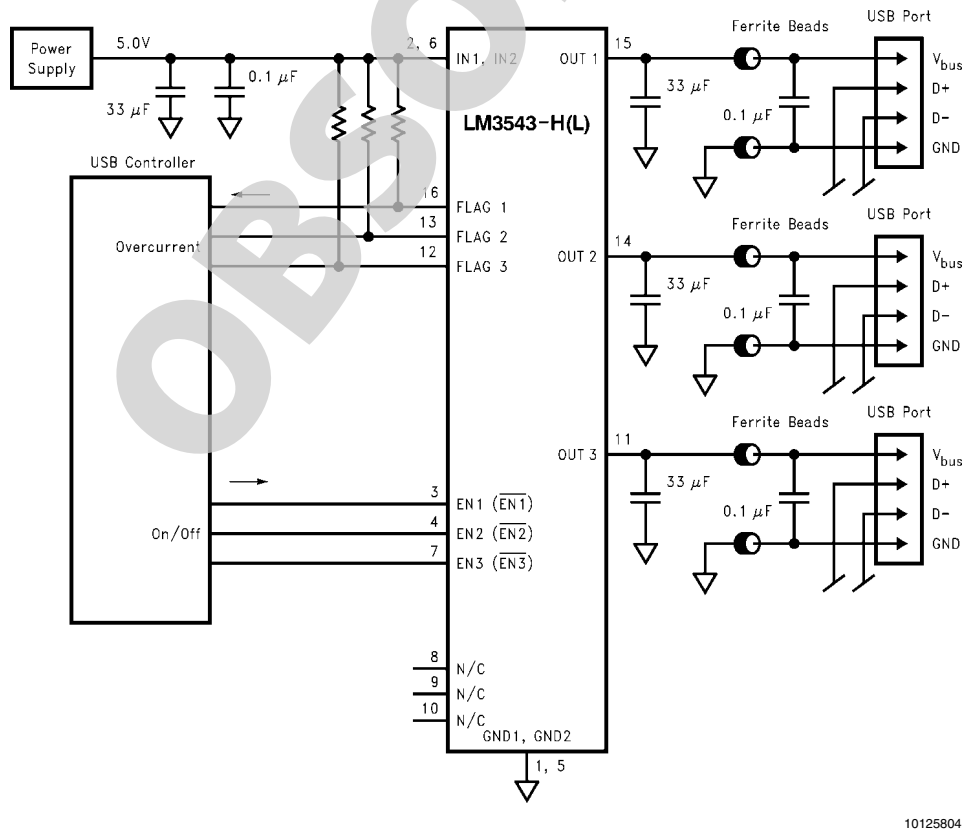 OBSO
Power
Supply
5.0V
33 μF
0.1 μF
2, 6
IN1, IN2
LM3543-H(L)
USB Controller
Overcurrent
16
FLAG 1
13
FLAG 2
12
FLAG 3
On/Off
3
EN1 (EN1)
4
EN2 (EN2)
7
EN3 (EN3)
8
N/C
9
N/C
10
N/C
GND1, GND2
1, 5
OUT 1
15
33 μF
Ferrite Beads
0.1 μF
USB Port
Vbus
D+
D-
GND
OUT 2
14
33 μF
Ferrite Beads
0.1 μF
USB Port
Vbus
D+
D-
GND
OUT 3
11
33 μF
Ferrite Beads
0.1 μF
USB Port
Vbus
D+
D-
GND
10125804